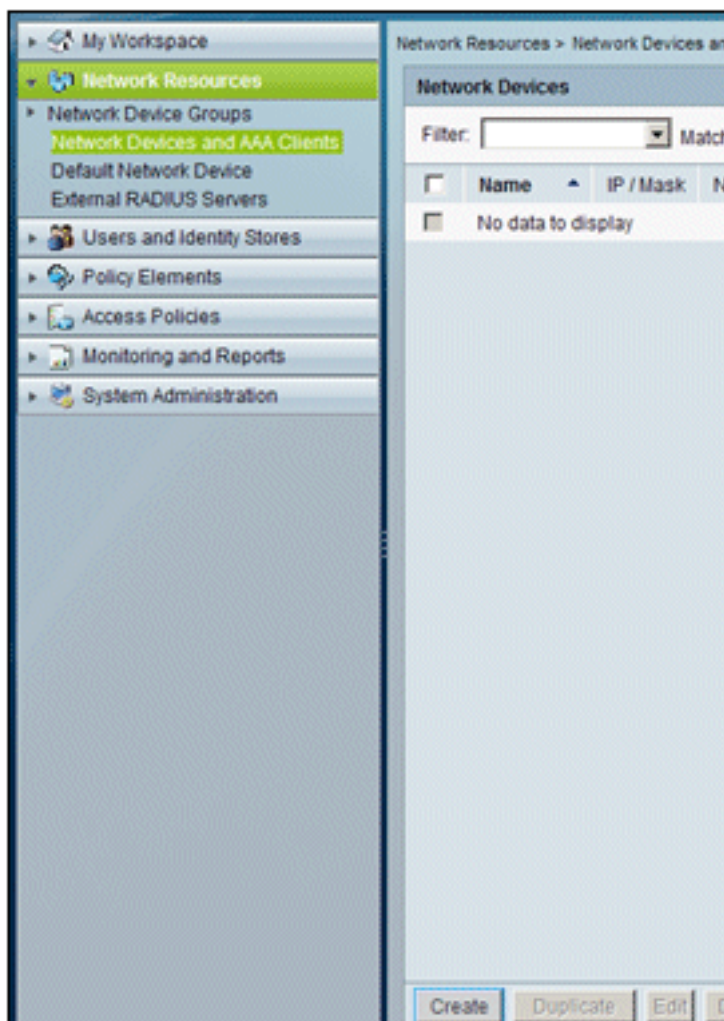 My Workspace
Network Resources
Network Device Groups
Network Devices and AAA Clients
Default Network Device
External RADIUS Servers
Users and Identity Stores
Policy Elements
Access Policies
Monitoring and Reports
System Administration
Network Resources > Network Devices an
Network Devices
Filter: Match
Name IP / Mask N
No data to display
Create Duplicate Edit D